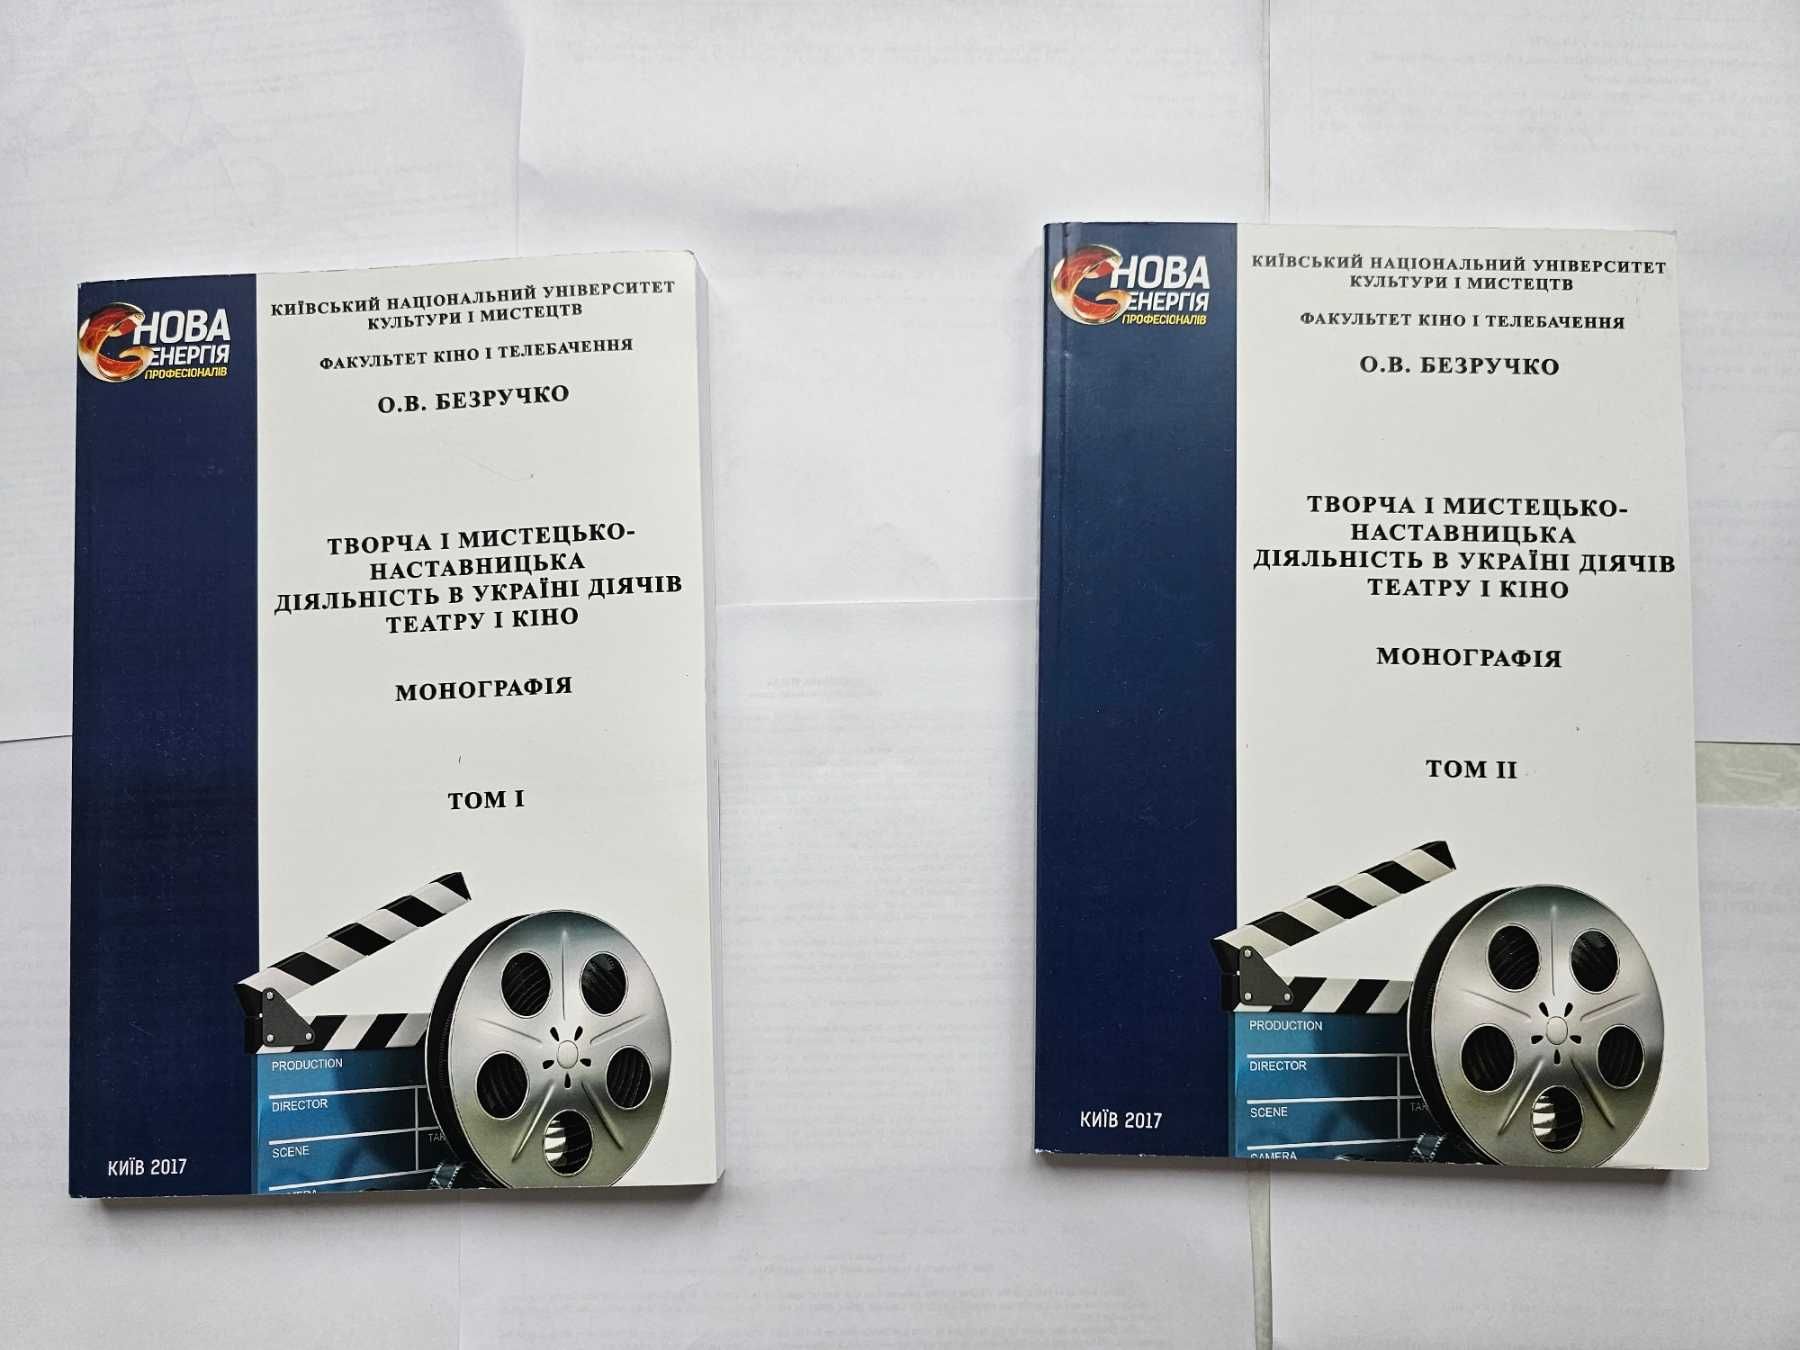 НОВА
ЕНЕРГІЯ
ПРОФЕСІОНАЛІВ
КИЇВСЬКИЙ НАЦІОНАЛЬНИЙ УНІВЕРСИТЕТ
КУЛЬТУРИ І МИСТЕЦТВ
ФАКУЛЬТЕТ КІНО І ТЕЛЕБАЧЕННЯ
О.В. БЕЗРУЧКО
ТВОРЧА І МИСТЕЦЬКО-
НАСТАВНИЦЬКА
ДІЯЛЬНІСТЬ В УКРАЇНІ ДІЯЧІВ
ТЕАТРУ І КІНО
МОНОГРАФІЯ
ТОМ І
PRODUCTION
DIRECTOR
SCENE
КИЇВ 2017
НОВА
ЕНЕРГІЯ
ПРОФЕСІОНАЛІВ
КИЇВСЬКИЙ НАЦІОНАЛЬНИЙ УНІВЕРСИТЕТ
КУЛЬТУРИ І МИСТЕЦТВ
ФАКУЛЬТЕТ КІНО І ТЕЛЕБАЧЕННЯ
О.В. БЕЗРУЧКО
ТВОРЧА І МИСТЕЦЬКО-
НАСТАВНИЦЬКА
ДІЯЛЬНІСТЬ В УКРАЇНІ ДІЯЧІВ
ТЕАТРУ І КІНО
МОНОГРАФІЯ
ТОМ ІІ
PRODUCTION
DIRECTOR
SCENE
CAMERA
КИЇВ 2017